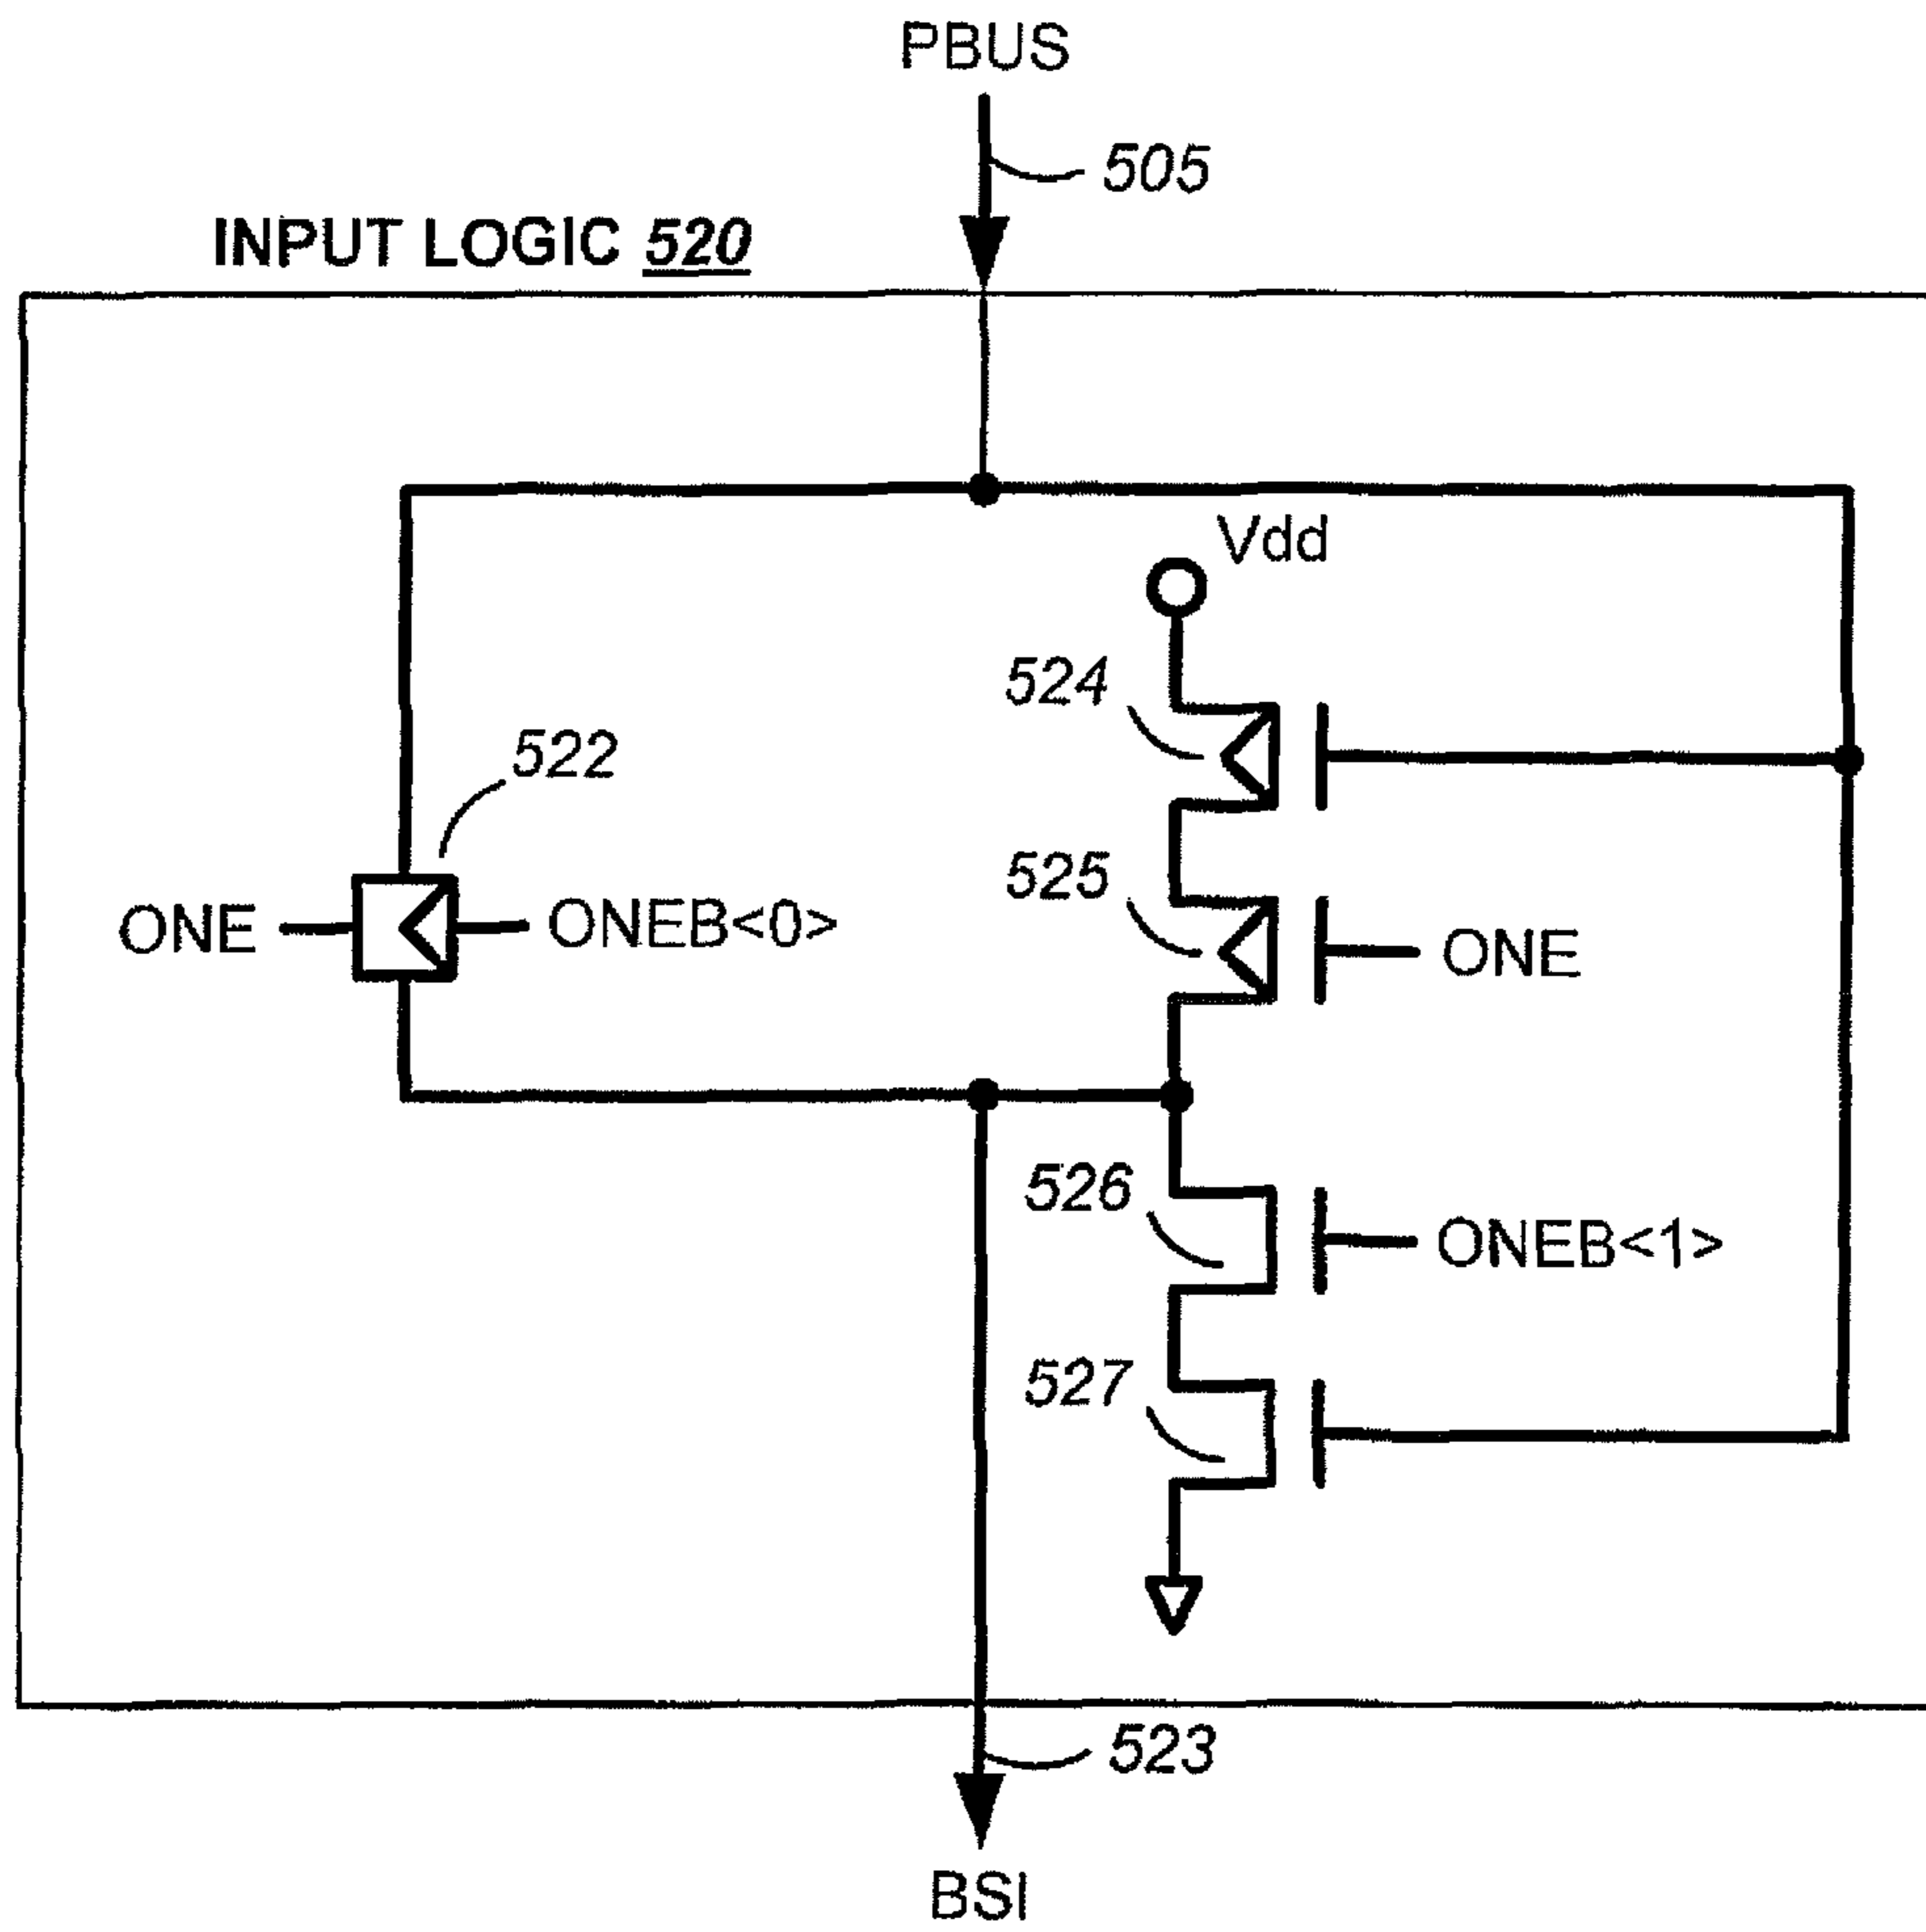 PBUS
505
INPUT LOGIC 520
Vdd
524
522
525
ONE
ONEB<0>
ONE
526
ONEB<1>
527
523
BSI